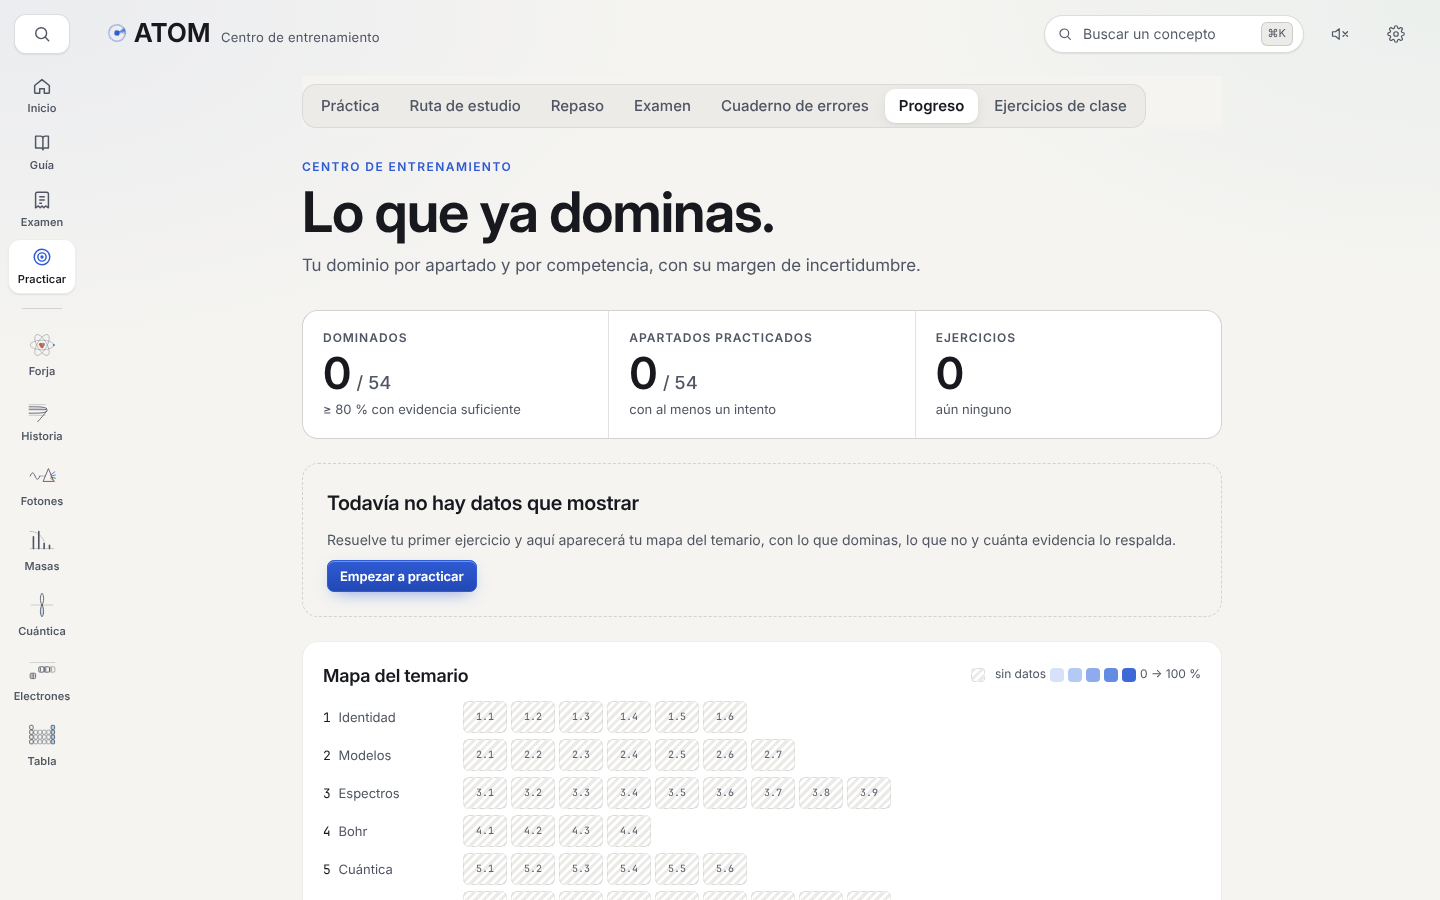 ATOM Centro de entrenamiento
Buscar un concepto ⌘K
Inicio
Guía
Examen
Practicar
Forja
Historia
Fotones
Masas
Cuántica
Electrones
Tabla
Práctica Ruta de estudio Repaso Examen Cuaderno de errores Progreso Ejercicios de clase
CENTRO DE ENTRENAMIENTO
Lo que ya dominas.
Tu dominio por apartado y por competencia, con su margen de incertidumbre.
DOMINADOS
0 / 54
≥ 80 % con evidencia suficiente
APARTADOS PRACTICADOS
0 / 54
con al menos un intento
EJERCICIOS
0
aún ninguno
Todavía no hay datos que mostrar
Resuelve tu primer ejercicio y aquí aparecerá tu mapa del temario, con lo que dominas, lo que no y cuánta evidencia lo respalda.
Empezar a practicar
Mapa del temario
sin datos 0 → 100 %
1 Identidad 1.1 1.2 1.3 1.4 1.5 1.6
2 Modelos 2.1 2.2 2.3 2.4 2.5 2.6 2.7
3 Espectros 3.1 3.2 3.3 3.4 3.5 3.6 3.7 3.8 3.9
4 Bohr 4.1 4.2 4.3 4.4
5 Cuántica 5.1 5.2 5.3 5.4 5.5 5.6